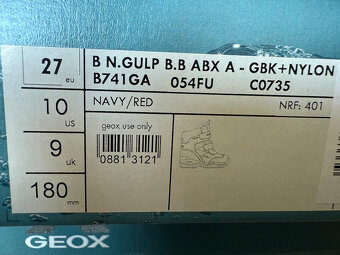 27 eu
B N.GULP B.B ABX A - GBK+NYLON
B741GA 054FU C0735
10 us
NAVY/RED
NRF: 401
geox use only
9 uk
0881 3121
180 mm
GEOX